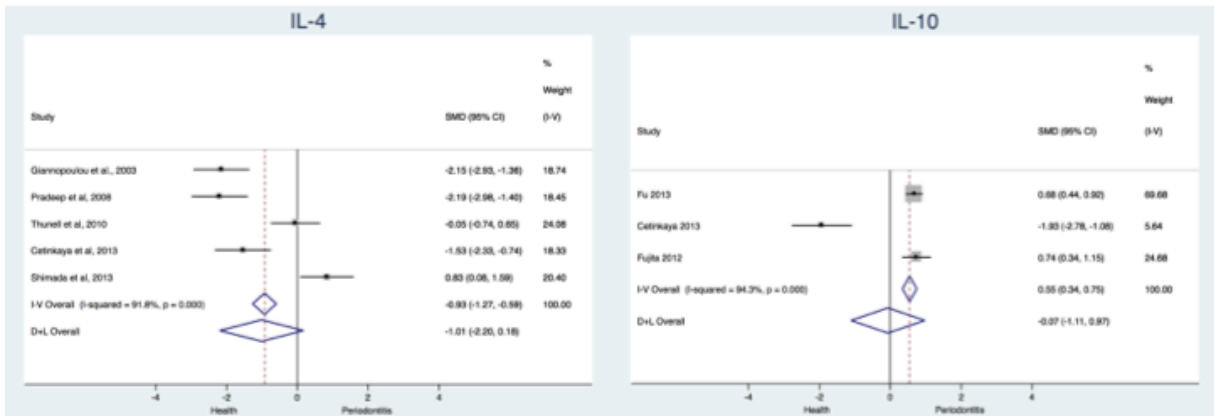 IL-4
%
Weight
Study SMD (95% CI) (I-V)
Giannopoulou et al., 2003 -2.15 (-2.93, -1.36) 18.74
Pradeep et al, 2008 -2.19 (-2.98, -1.40) 18.45
Thunell et al, 2010 -0.05 (-0.74, 0.65) 24.08
Cetinkaya et al, 2013 -1.53 (-2.33, -0.74) 18.33
Shimada et al, 2013 0.83 (0.08, 1.59) 20.40
I-V Overall (I-squared = 91.8%, p = 0.000) -0.93 (-1.27, -0.59) 100.00
D+L Overall -1.01 (-2.20, 0.18)
-4 -2 0 2 4
Health Periodontitis
IL-10
%
Weight
Study SMD (95% CI) (I-V)
Fu 2013 0.68 (0.44, 0.92) 69.68
Cetinkaya 2013 -1.93 (-2.78, -1.08) 5.64
Fujita 2012 0.74 (0.34, 1.15) 24.68
I-V Overall (I-squared = 94.3%, p = 0.000) 0.55 (0.34, 0.75) 100.00
D+L Overall -0.07 (-1.11, 0.97)
-4 -2 0 2 4
Health Periodontitis